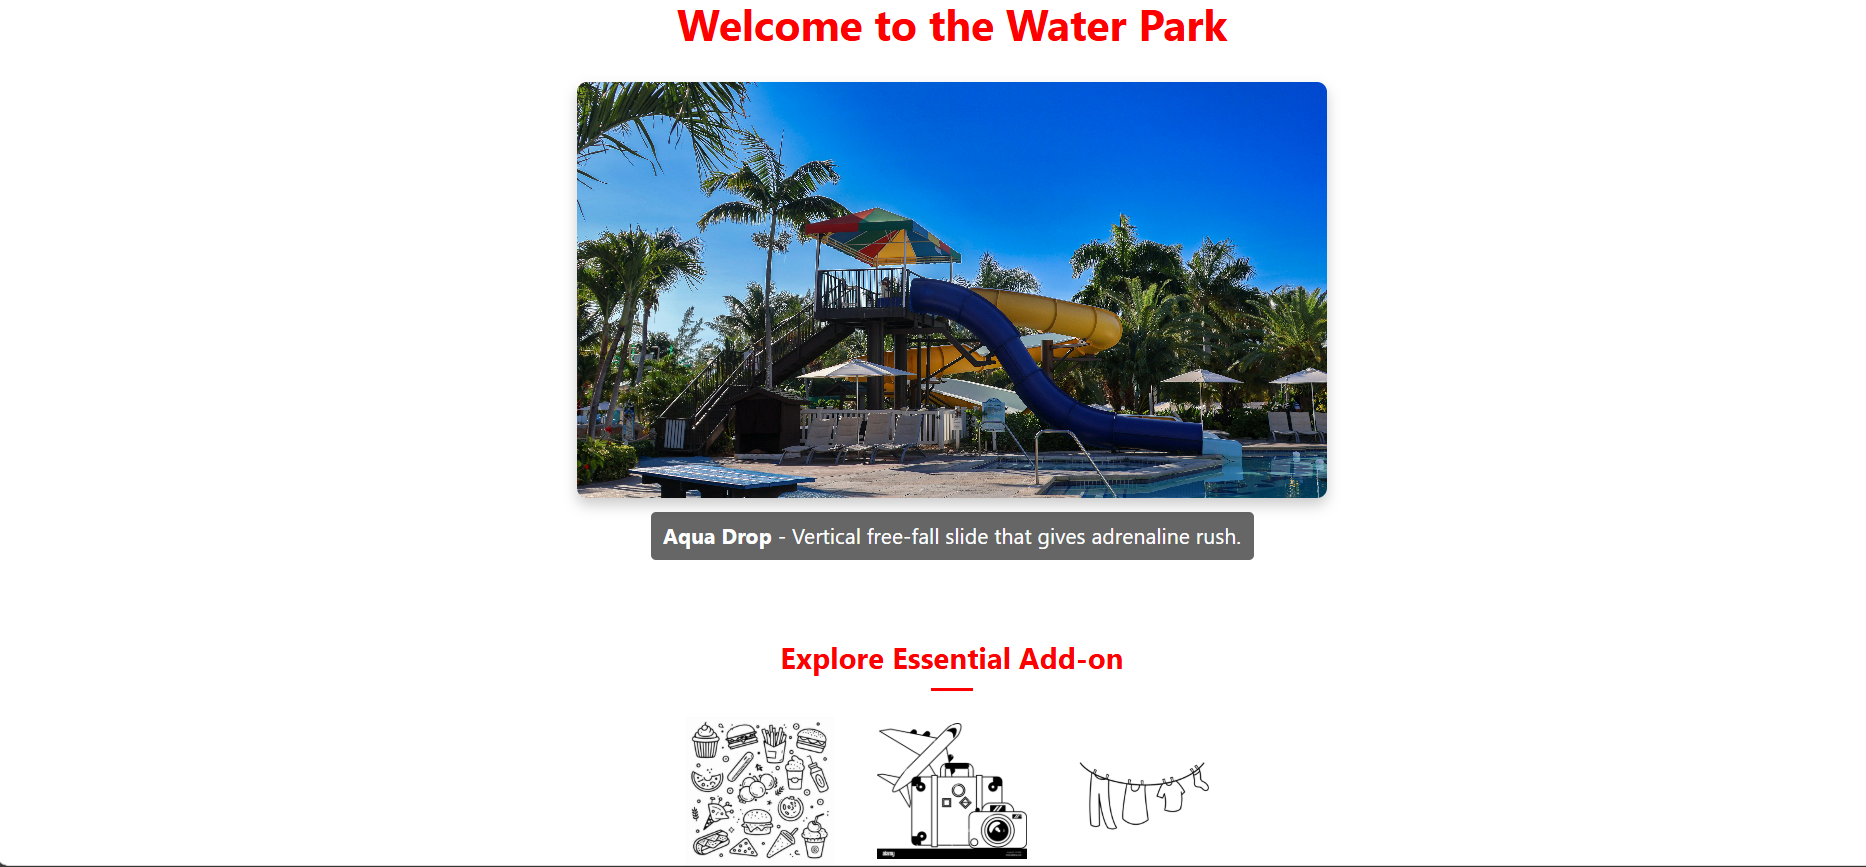 Welcome to the Water Park
Aqua Drop - Vertical free-fall slide that gives adrenaline rush.
Explore Essential Add-on
alamy